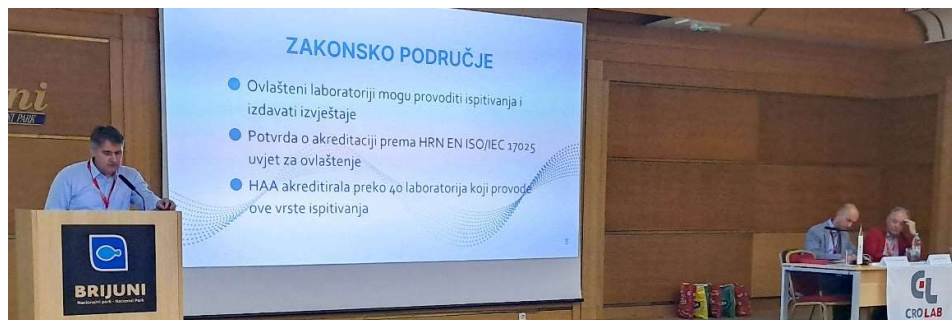 ni
ZAKONSKO PODRUČJE
Ovlašteni laboratoriji mogu provoditi ispitivanja i
izdavati izvještaje
Potvrda o akreditaciji prema HRN EN ISO/IEC 17025
uvjet za ovlaštenje
HAA akreditirala preko 40 laboratorija koji provode
ove vrste ispitivanja
BRIJUNI
Nacionalni park - National Park
CROLAB